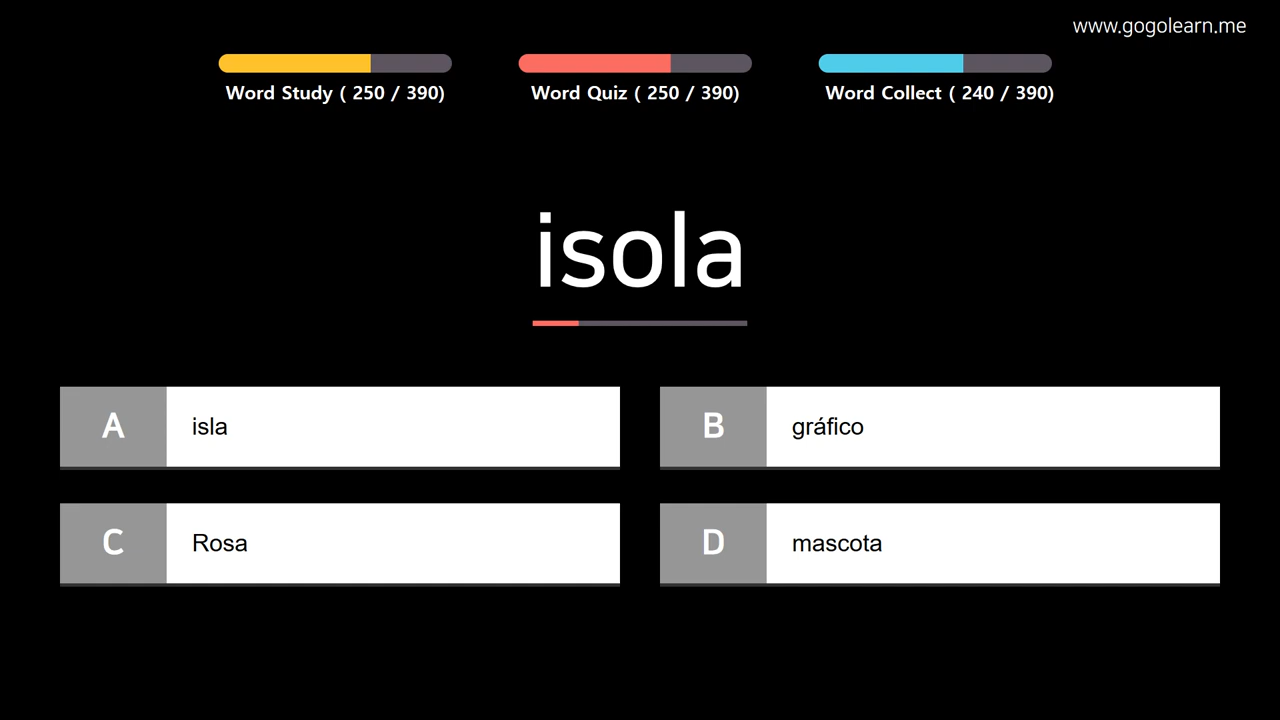 www.gogolearn.me
Word Study ( 250 / 390)
Word Quiz ( 250 / 390)
Word Collect ( 240 / 390)
isola
A isla
B gráfico
C Rosa
D mascota